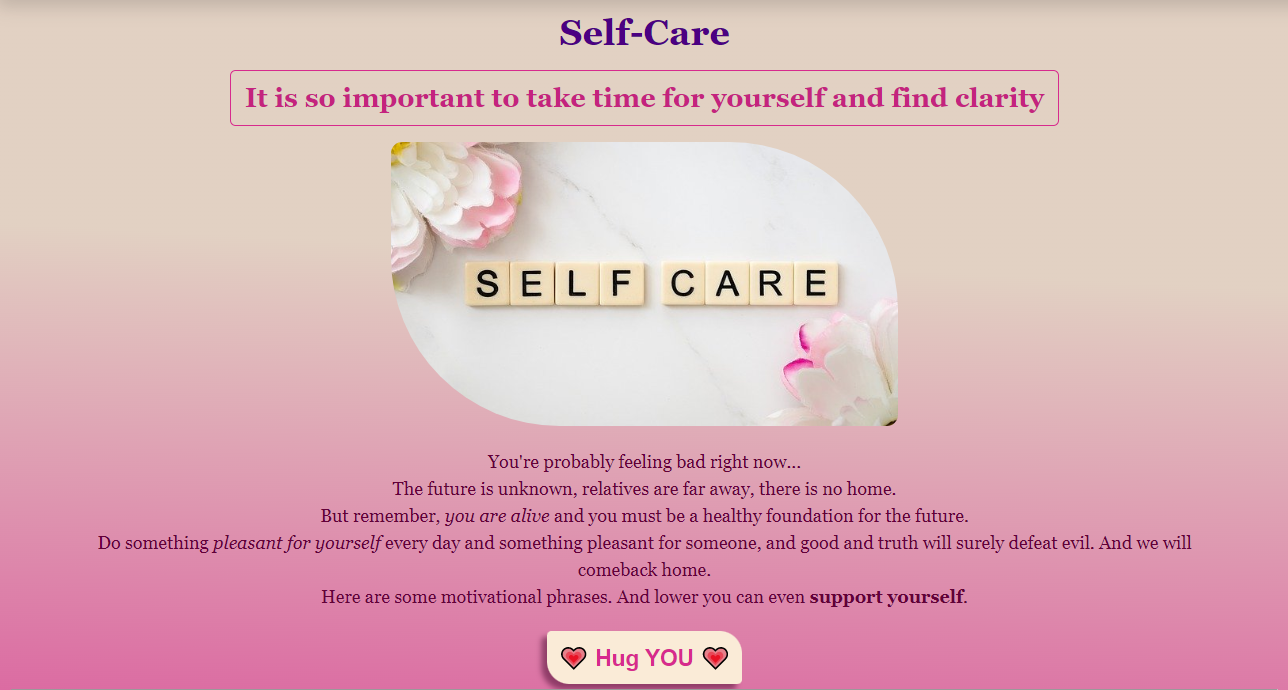 Self-Care
It is so important to take time for yourself and find clarity
SELF CARE
You're probably feeling bad right now...
The future is unknown, relatives are far away, there is no home.
But remember, you are alive and you must be a healthy foundation for the future.
Do something pleasant for yourself every day and something pleasant for someone, and good and truth will surely defeat evil. And we will
comeback home.
Here are some motivational phrases. And lower you can even support yourself.
Hug YOU